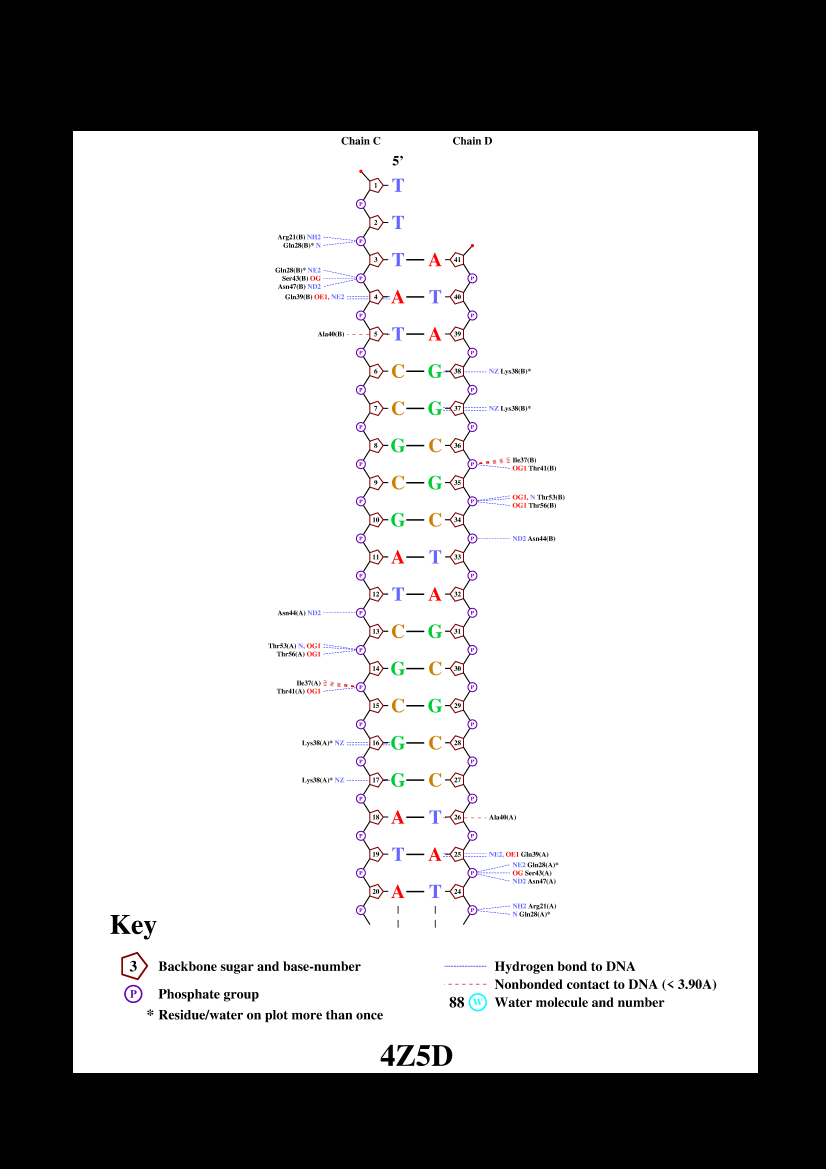 Chain C Chain D
5’
1 T
P
2 T
Arg21(B) NH2
Gln28(B)* N
P
3 T A 41
Gln28(B)* NE2
Ser43(B) OG
Asn47(B) ND2
P P
Gln39(B) OE1, NE2 4 A T 40
P P
Ala40(B) 5 T A 39
P P
6 C G 38 NZ Lys38(B)*
P P
7 C G 37 NZ Lys38(B)*
P P
8 G C 36
P P
Ile37(B)
OG1 Thr41(B)
9 C G 35
P P
OG1, N Thr53(B)
OG1 Thr56(B)
10 G C 34
P P ND2 Asn44(B)
11 A T 33
P P
12 T A 32
Asn44(A) ND2 P P
13 C G 31
Thr53(A) N, OG1
Thr56(A) OG1
P P
14 G C 30
Ile37(A)
Thr41(A) OG1
P P
15 C G 29
P P
Lys38(A)* NZ 16 G C 28
P P
Lys38(A)* NZ 17 G C 27
P P
18 A T 26 Ala40(A)
P P
19 T A 25 NE2, OE1 Gln39(A)
P P
NE2 Gln28(A)*
OG Ser43(A)
ND2 Asn47(A)
20 A T 24
P P
NH2 Arg21(A)
N Gln28(A)*
Key
3 Backbone sugar and base-number
P Phosphate group
* Residue/water on plot more than once
Hydrogen bond to DNA
Nonbonded contact to DNA (< 3.90A)
88 W Water molecule and number
4Z5D